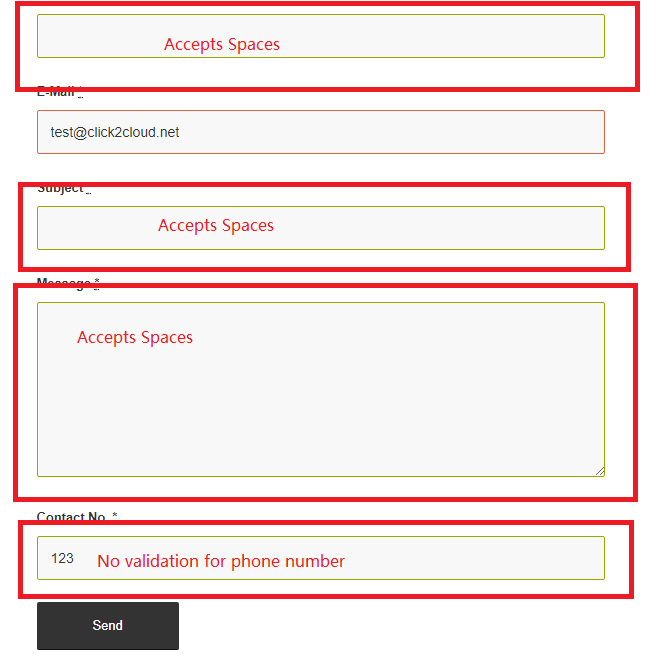 Accepts Spaces
E-Mail *
test@click2cloud.net
Subject *
Accepts Spaces
Message *
Accepts Spaces
Contact No. *
123 No validation for phone number
Send